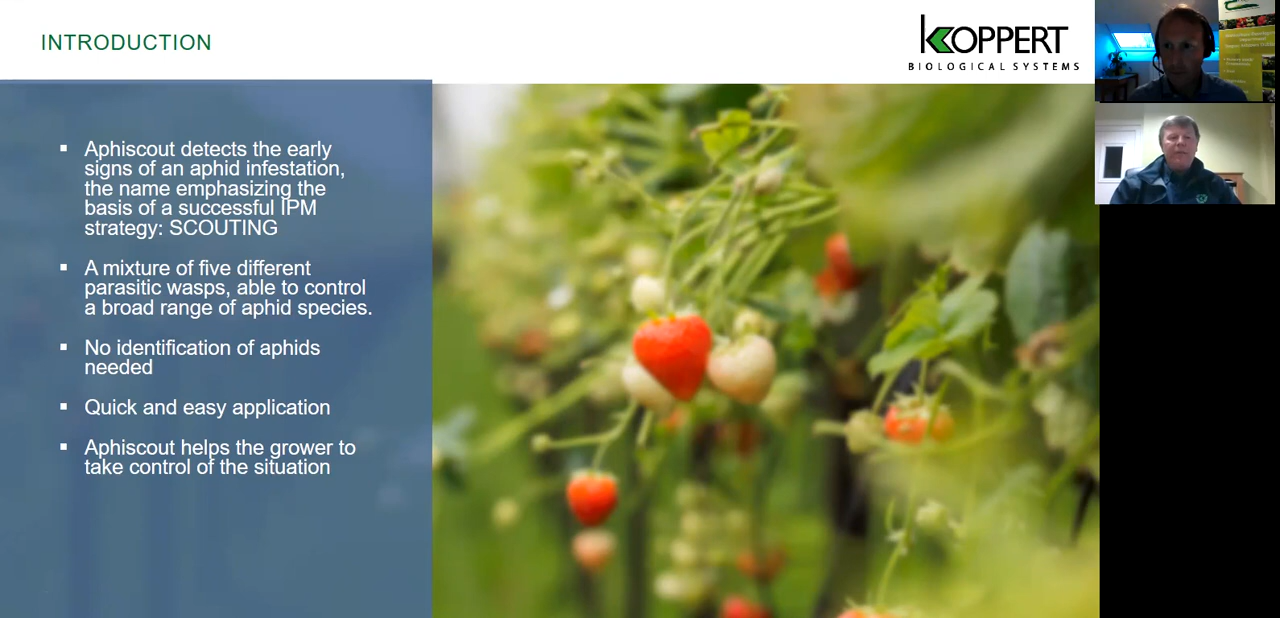 INTRODUCTION
KOPPERT
BIOLOGICAL SYSTEMS
▪ Aphiscout detects the early
signs of an aphid infestation,
the name emphasizing the
basis of a successful IPM
strategy: SCOUTING
▪ A mixture of five different
parasitic wasps, able to control
a broad range of aphid species.
▪ No identification of aphids
needed
▪ Quick and easy application
▪ Aphiscout helps the grower to
take control of the situation